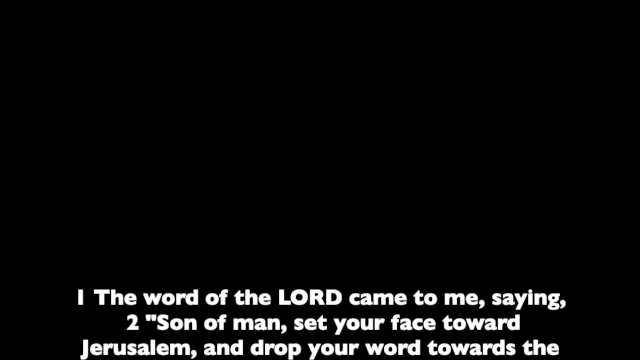 1 The word of the LORD came to me, saying,
2 "Son of man, set your face toward
Jerusalem, and drop your word towards the